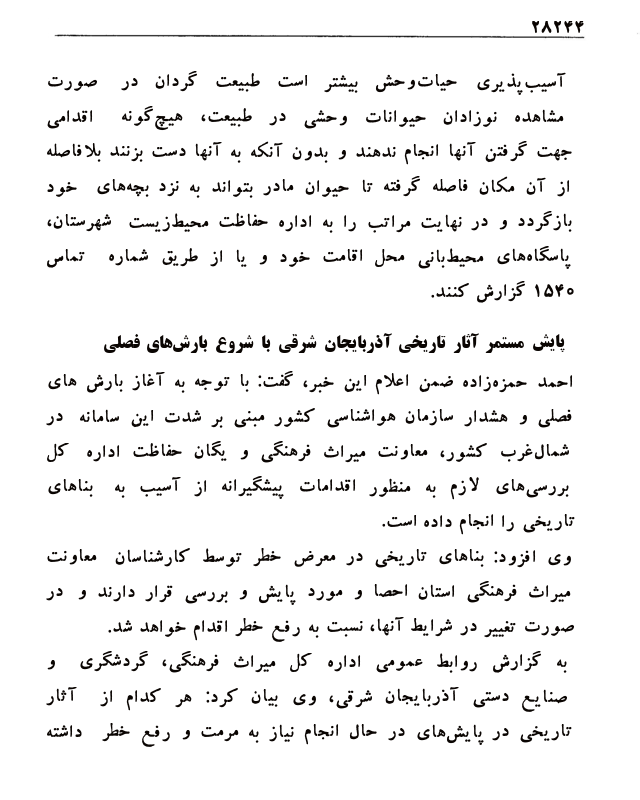 ۲۸۲۴۴
آسیب‌پذیری حیات‌وحش بیشتر است طبیعت گردان در صورت
مشاهده نوزادان حیوانات وحشی در طبیعت، هیچ‌گونه اقدامی
جهت گرفتن آنها انجام ندهند و بدون آنکه به آنها دست بزنند بلافاصله
از آن مکان فاصله گرفته تا حیوان مادر بتواند به نزد بچه‌های خود
بازگردد و در نهایت مراتب را به اداره حفاظت محیط‌زیست شهرستان،
پاسگاه‌های محیط‌بانی محل اقامت خود و یا از طریق شماره تماس
۱۵۴۰ گزارش کنند.
پایش مستمر آثار تاریخی آذربایجان شرقی با شروع بارش‌های فصلی
احمد حمزه‌زاده ضمن اعلام این خبر، گفت: با توجه به آغاز بارش های
فصلی و هشدار سازمان هواشناسی کشور مبنی بر شدت این سامانه در
شمال‌غرب کشور، معاونت میراث فرهنگی و یگان حفاظت اداره کل
بررسی‌های لازم به منظور اقدامات پیشگیرانه از آسیب به بناهای
تاریخی را انجام داده است.
وی افزود: بناهای تاریخی در معرض خطر توسط کارشناسان معاونت
میراث فرهنگی استان احصا و مورد پایش و بررسی قرار دارند و در
صورت تغییر در شرایط آنها، نسبت به رفع خطر اقدام خواهد شد.
به گزارش روابط عمومی اداره کل میراث فرهنگی، گردشگری و
صنایع دستی آذربایجان شرقی، وی بیان کرد: هر کدام از آثار
تاریخی در پایش‌های در حال انجام نیاز به مرمت و رفع خطر داشته